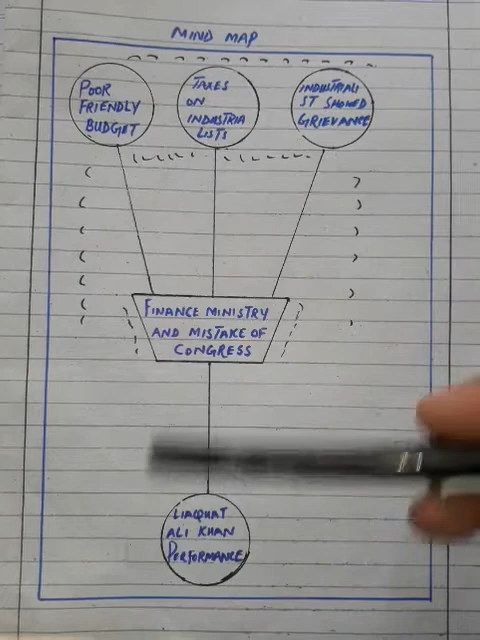 MIND MAP
POOR
FRIENDLY
BUDGET
TAXES
ON
INDUSTRIA
LISTS
INDUSTRIALI
ST SHOWED
GRIEVANCE
FINANCE MINISTRY
AND MISTAKE OF
CONGRESS
LIAQUAT
ALI KHAN
PERFORMANCE